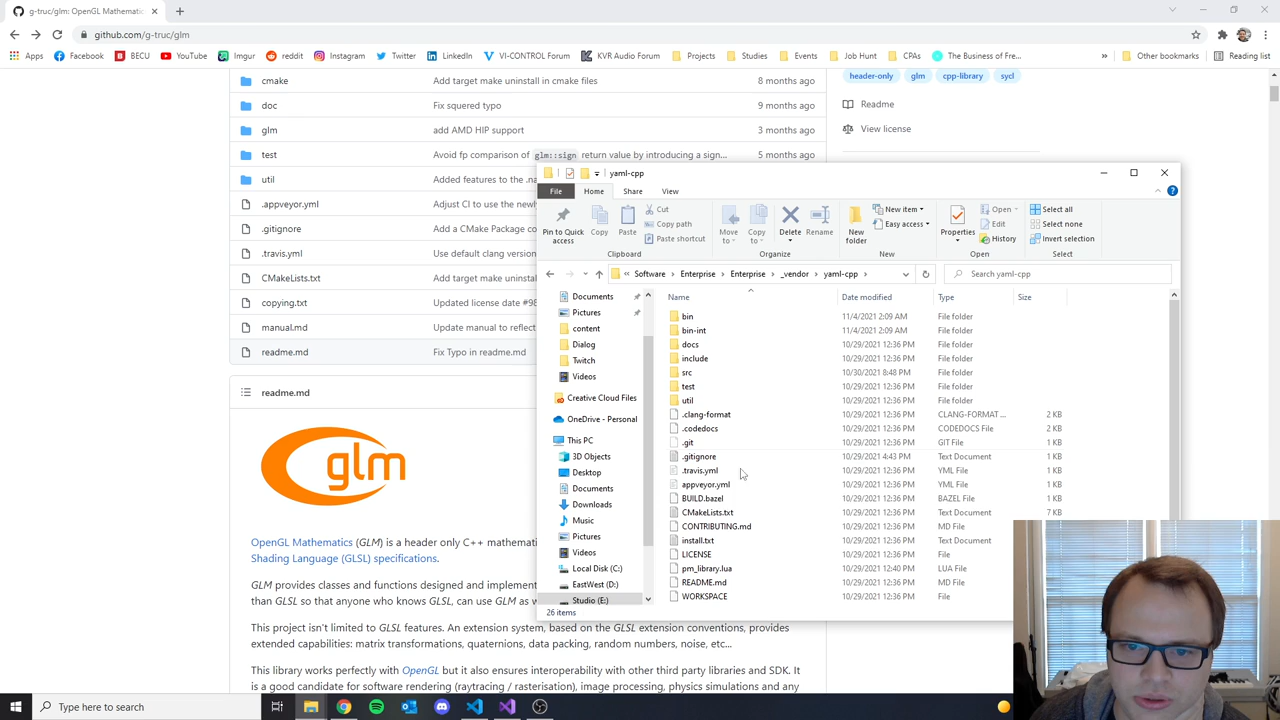 g-truc/glm: OpenGL Mathematic
github.com/g-truc/glm
Apps Facebook BECU YouTube Imgur reddit Instagram Twitter LinkedIn VI-CONTROL Forum KVR Audio Forum Projects Studies Events Job Hunt CPAs The Business of Fre... » Other bookmarks Reading list
cmake Add target make uninstall in cmake files 8 months ago
doc Fix squered typo 9 months ago
glm add AMD HIP support 3 months ago
test Avoid fp comparison of glm::sign return value by introducing a sign... 5 months ago
util Added features to the .na
.appveyor.yml Adjust CI to use the newly
.gitignore Add a CMake Package co
.travis.yml Use default clang version
CMakeLists.txt Add target make uninstall
copying.txt Updated license date #98
manual.md Update manual to reflect
readme.md Fix Typo in readme.md
header-only glm cpp-library sycl
Readme
View license
readme.md
glm
OpenGL Mathematics (GLM) is a header only C++ mathema
Shading Language (GLSL) specifications.
GLM provides classes and functions designed and implemen
than GLSL so that anyone who knows GLSL, can use GLM as w
This project isn't limited to GLSL features. An extension system, based on the GLSL extension conventions, provides
extended capabilities: matrix transformations, quaternions, data packing, random numbers, noise, etc...
This library works perfectly with OpenGL but it also ensures interoperability with other third party libraries and SDK. It
is a good candidate for software rendering (raytracing / rasterisation), image processing, physics simulations and any
yaml-cpp
File Home Share View
Pin to Quick access
Copy
Paste
Cut
Copy path
Paste shortcut
Clipboard
Move to
Copy to
Delete
Rename
Organize
New folder
New item
Easy access
New
Properties
Open
Edit
History
Open
Select all
Select none
Invert selection
Select
« Software Enterprise Enterprise _vendor yaml-cpp
Search yaml-cpp
Documents
Pictures
content
Dialog
Twitch
Videos
Creative Cloud Files
OneDrive - Personal
This PC
3D Objects
Desktop
Documents
Downloads
Music
Pictures
Videos
Local Disk (C:)
EastWest (D:)
Studio (E:)
Name Date modified Type Size
bin 11/4/2021 2:09 AM File folder
bin-int 11/4/2021 2:09 AM File folder
docs 10/29/2021 12:36 PM File folder
include 10/29/2021 12:36 PM File folder
src 10/30/2021 8:48 PM File folder
test 10/29/2021 12:36 PM File folder
util 10/29/2021 12:36 PM File folder
.clang-format 10/29/2021 12:36 PM CLANG-FORMAT ... 2 KB
.codedocs 10/29/2021 12:36 PM CODEDOCS File 2 KB
.git 10/29/2021 12:36 PM GIT File 1 KB
.gitignore 10/29/2021 4:43 PM Text Document 1 KB
.travis.yml 10/29/2021 12:36 PM YML File 1 KB
appveyor.yml 10/29/2021 12:36 PM YML File 1 KB
BUILD.bazel 10/29/2021 12:36 PM BAZEL File 1 KB
CMakeLists.txt 10/29/2021 12:36 PM Text Document 7 KB
CONTRIBUTING.md 10/29/2021 12:36 PM MD File
install.txt 10/29/2021 12:36 PM Text Document
LICENSE 10/29/2021 12:36 PM File
pm_library.lua 10/29/2021 12:40 PM LUA File
README.md 10/29/2021 12:36 PM MD File
WORKSPACE 10/29/2021 12:36 PM File
26 items
Type here to search